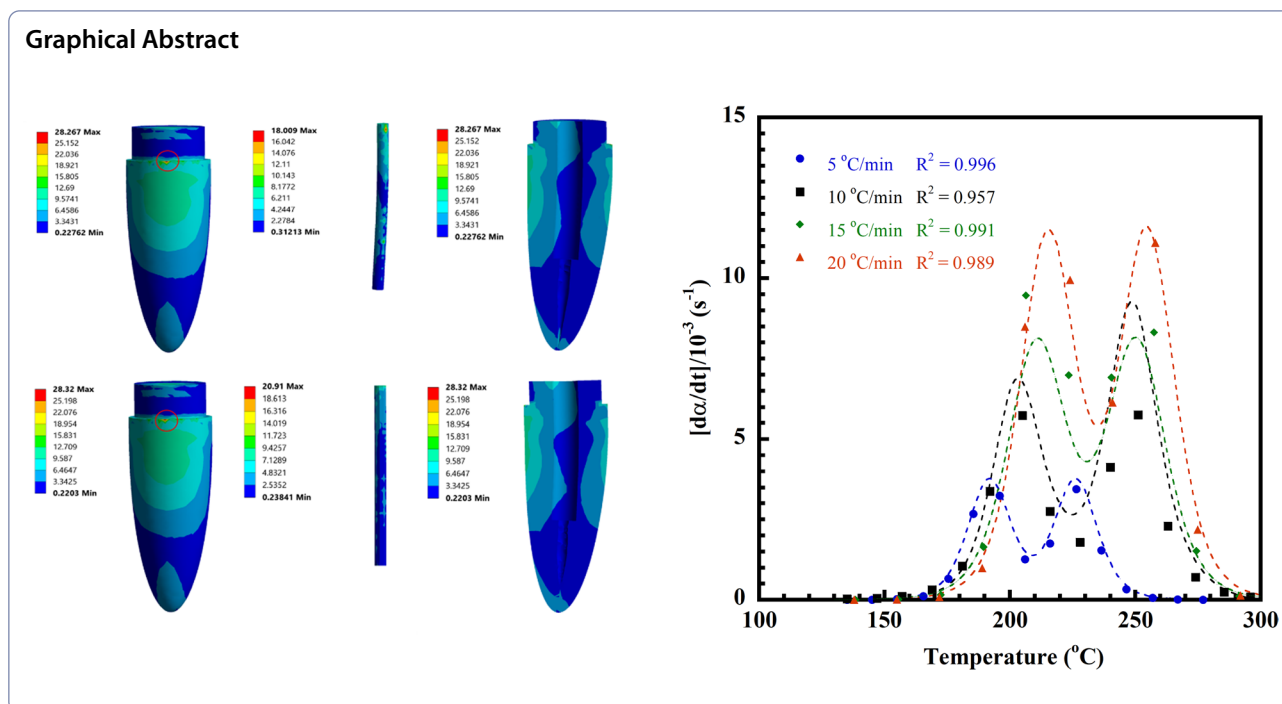 Graphical Abstract
28.267 Max
25.152
22.036
18.921
15.805
12.69
9.5741
6.4586
3.3431
0.22762 Min
18.009 Max
16.042
14.076
12.11
10.143
8.1772
6.211
4.2447
2.2784
0.31213 Min
28.267 Max
25.152
22.036
18.921
15.805
12.69
9.5741
6.4586
3.3431
0.22762 Min
28.32 Max
25.198
22.076
18.954
15.831
12.709
9.587
6.4647
3.3425
0.2203 Min
20.91 Max
18.613
16.316
14.019
11.723
9.4257
7.1289
4.8321
2.5352
0.23841 Min
28.32 Max
25.198
22.076
18.954
15.831
12.709
9.587
6.4647
3.3425
0.2203 Min
15
10
5
0
[dα/dt]/10⁻³ (s⁻¹)
5 °C/min R² = 0.996
10 °C/min R² = 0.957
15 °C/min R² = 0.991
20 °C/min R² = 0.989
100 150 200 250 300
Temperature (°C)